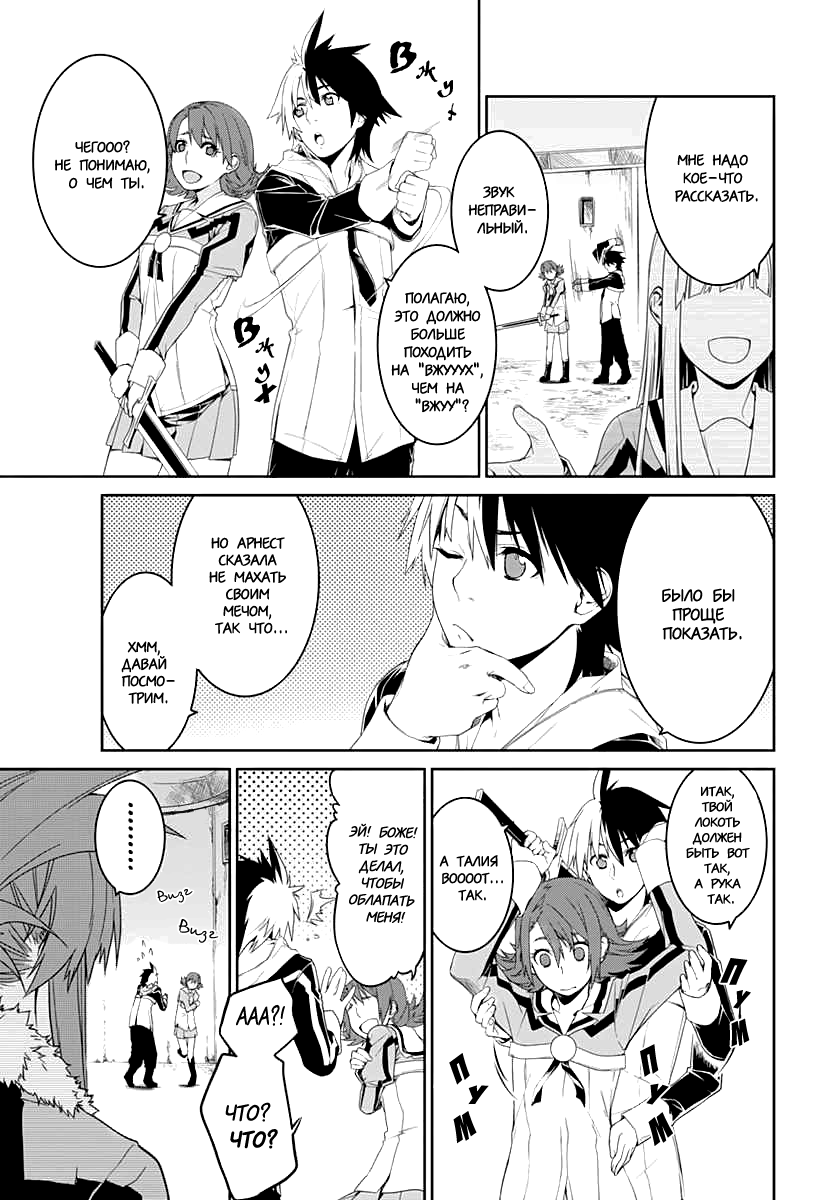 МНЕ НАДО
КОЕ-ЧТО
РАССКАЗАТЬ.
ВЖУХ
ЗВУК
НЕПРАВИ-
ЛЬНЫЙ.
ПОЛАГАЮ,
ЭТО ДОЛЖНО
БОЛЬШЕ
ПОХОДИТЬ
НА "ВЖУУУХ",
ЧЕМ НА
"ВЖУУ"?
ВЖУХ
ЧЕГООО?
НЕ ПОНИМАЮ,
О ЧЕМ ТЫ.
БЫЛО БЫ
ПРОЩЕ
ПОКАЗАТЬ.
НО АРНЕСТ
СКАЗАЛА
НЕ МАХАТЬ
СВОИМ
МЕЧОМ,
ТАК ЧТО...
ХММ,
ДАВАЙ
ПОСМО-
ТРИМ.
ИТАК,
ТВОЙ
ЛОКОТЬ
ДОЛЖЕН
БЫТЬ ВОТ
ТАК,
А РУКА
ТАК.
А ТАЛИЯ
ВООООТ...
ТАК.
ПУМ
ПУМ
ПУМ
ЭЙ! БОЖЕ!
ТЫ ЭТО
ДЕЛАЛ,
ЧТОБЫ
ОБЛАПАТЬ
МЕНЯ!
ААА?!
ЧТО?
ЧТО?
........
Визг
Визг